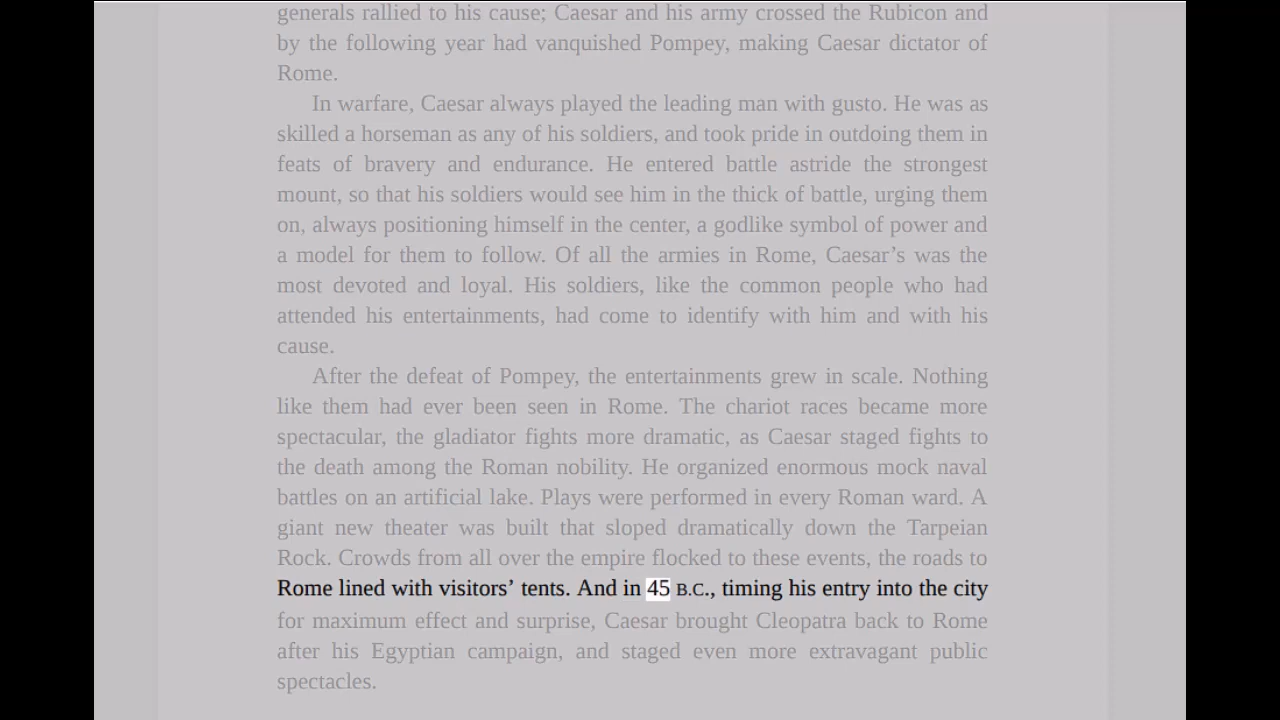 generals rallied to his cause; Caesar and his army crossed the Rubicon and
by the following year had vanquished Pompey, making Caesar dictator of
Rome.
In warfare, Caesar always played the leading man with gusto. He was as
skilled a horseman as any of his soldiers, and took pride in outdoing them in
feats of bravery and endurance. He entered battle astride the strongest
mount, so that his soldiers would see him in the thick of battle, urging them
on, always positioning himself in the center, a godlike symbol of power and
a model for them to follow. Of all the armies in Rome, Caesar’s was the
most devoted and loyal. His soldiers, like the common people who had
attended his entertainments, had come to identify with him and with his
cause.
After the defeat of Pompey, the entertainments grew in scale. Nothing
like them had ever been seen in Rome. The chariot races became more
spectacular, the gladiator fights more dramatic, as Caesar staged fights to
the death among the Roman nobility. He organized enormous mock naval
battles on an artificial lake. Plays were performed in every Roman ward. A
giant new theater was built that sloped dramatically down the Tarpeian
Rock. Crowds from all over the empire flocked to these events, the roads to
Rome lined with visitors’ tents. And in 45 B.C., timing his entry into the city
for maximum effect and surprise, Caesar brought Cleopatra back to Rome
after his Egyptian campaign, and staged even more extravagant public
spectacles.